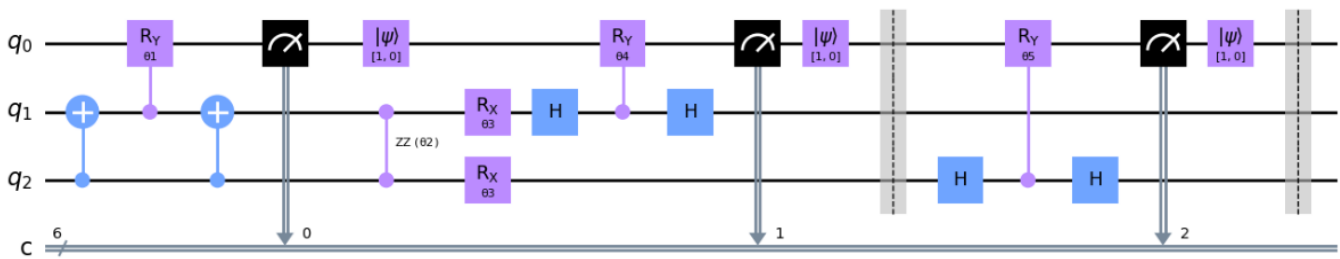 q0 RY θ1 |ψ⟩ [1, 0] RY θ4 |ψ⟩ [1, 0] RY θ5 |ψ⟩ [1, 0]
q1 RX θ3 H H
ZZ (θ2)
q2 RX θ3 H H
c 6 0 1 2